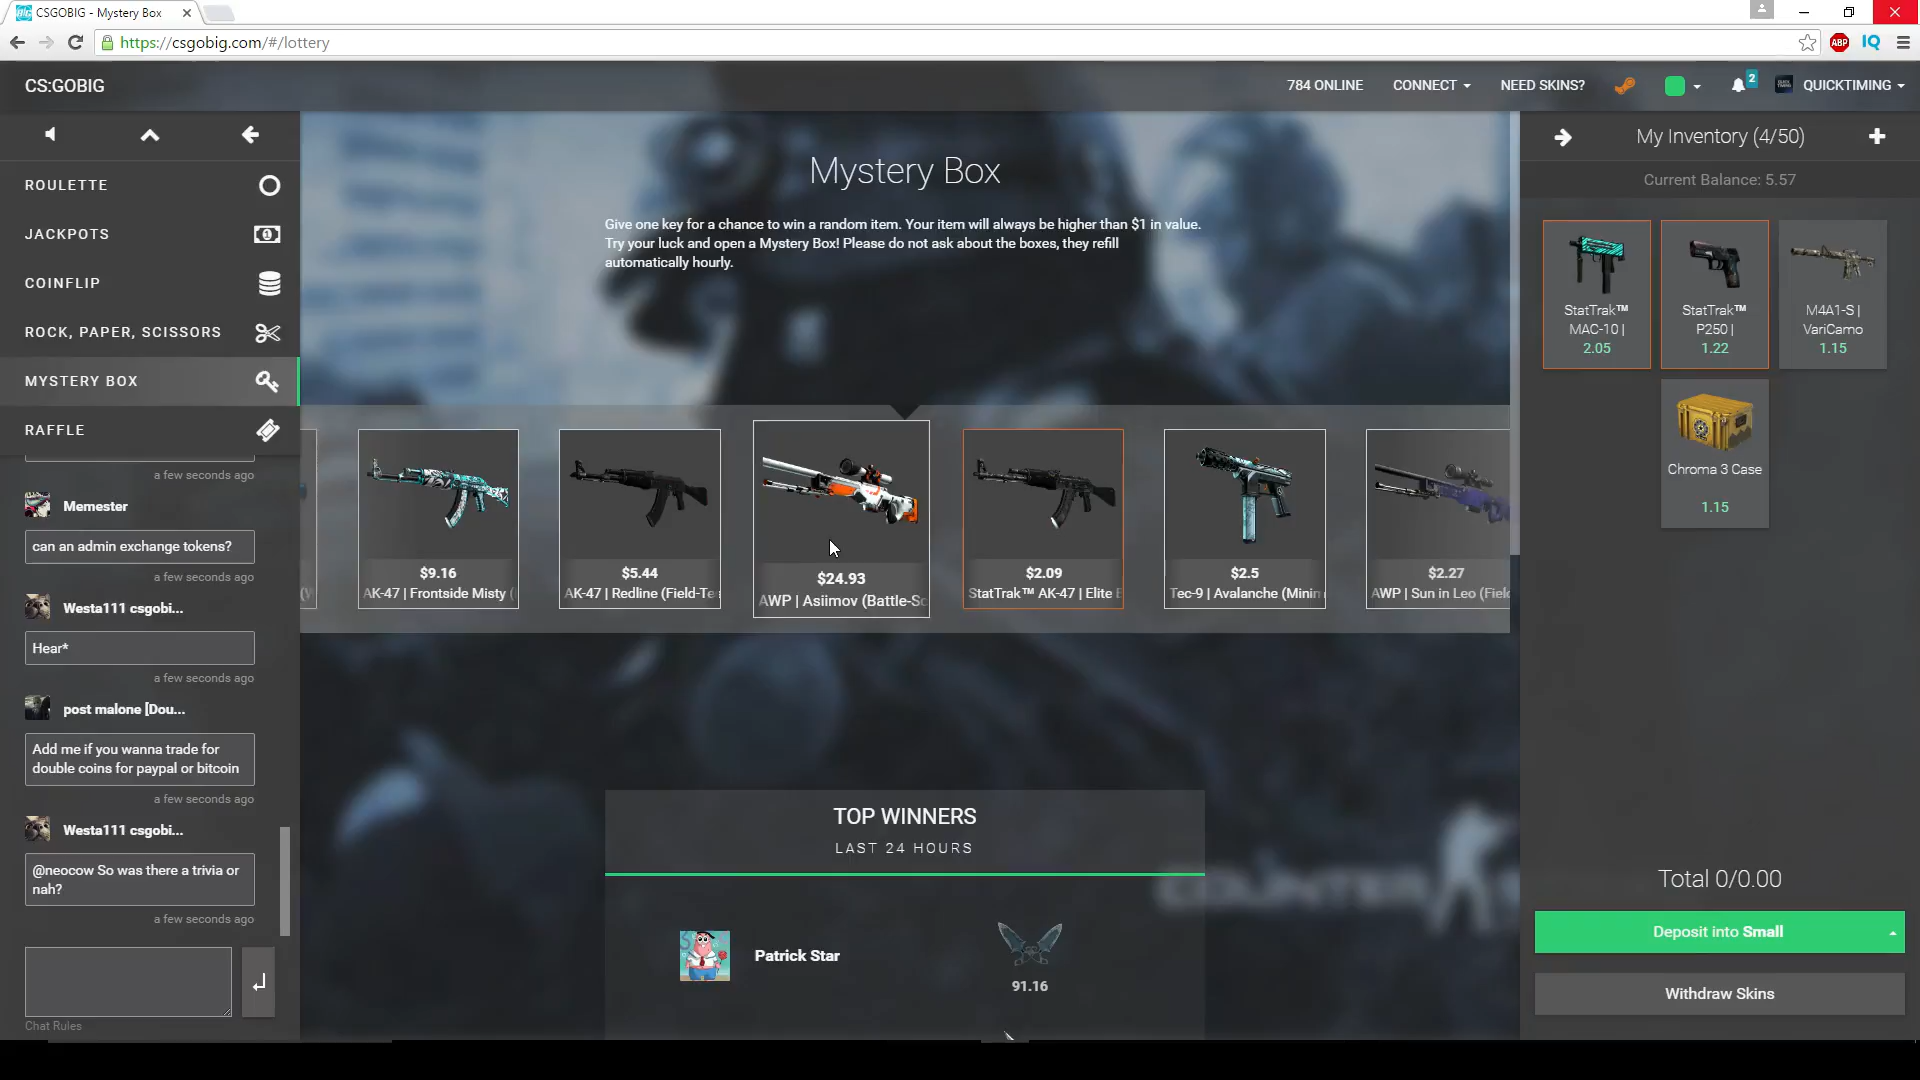 CSGOBIG - Mystery Box
https://csgobig.com/#/lottery
ABP
IQ
CS:GOBIG
784 ONLINE
CONNECT
NEED SKINS?
2
QUICKTIMING
ROULETTE
JACKPOTS
COINFLIP
ROCK, PAPER, SCISSORS
MYSTERY BOX
RAFFLE
a few seconds ago
Memester
can an admin exchange tokens?
a few seconds ago
Westa111 csgobi...
Hear*
a few seconds ago
post malone [Dou...
Add me if you wanna trade for
double coins for paypal or bitcoin
a few seconds ago
Westa111 csgobi...
@neocow So was there a trivia or
nah?
a few seconds ago
Chat Rules
Mystery Box
Give one key for a chance to win a random item. Your item will always be higher than $1 in value.
Try your luck and open a Mystery Box! Please do not ask about the boxes, they refill
automatically hourly.
$9.16
AK-47 | Frontside Misty (
$5.44
AK-47 | Redline (Field-Te
$24.93
AWP | Asiimov (Battle-Sc
$2.09
StatTrak™ AK-47 | Elite B
$2.5
Tec-9 | Avalanche (Minim
$2.27
AWP | Sun in Leo (Field
TOP WINNERS
LAST 24 HOURS
Patrick Star
91.16
COUNTER
My Inventory (4/50)
Current Balance: 5.57
StatTrak™
MAC-10 |
2.05
StatTrak™
P250 |
1.22
M4A1-S |
VariCamo
1.15
Chroma 3 Case
1.15
Total 0/0.00
Deposit into Small
Withdraw Skins